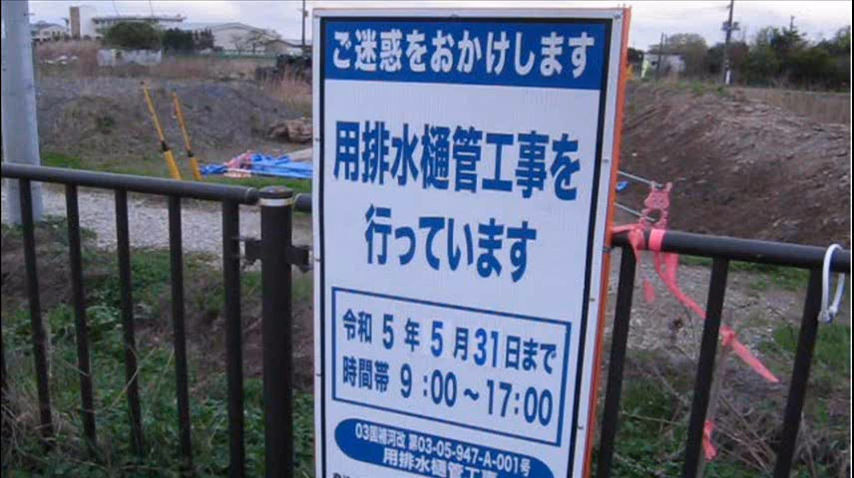 ご迷惑をおかけします
用排水樋管工事を
行っています
令和5年5月31日まで
時間帯 9:00～17:00
03国補河改 第03-05-947-A-001号
用排水樋管工事